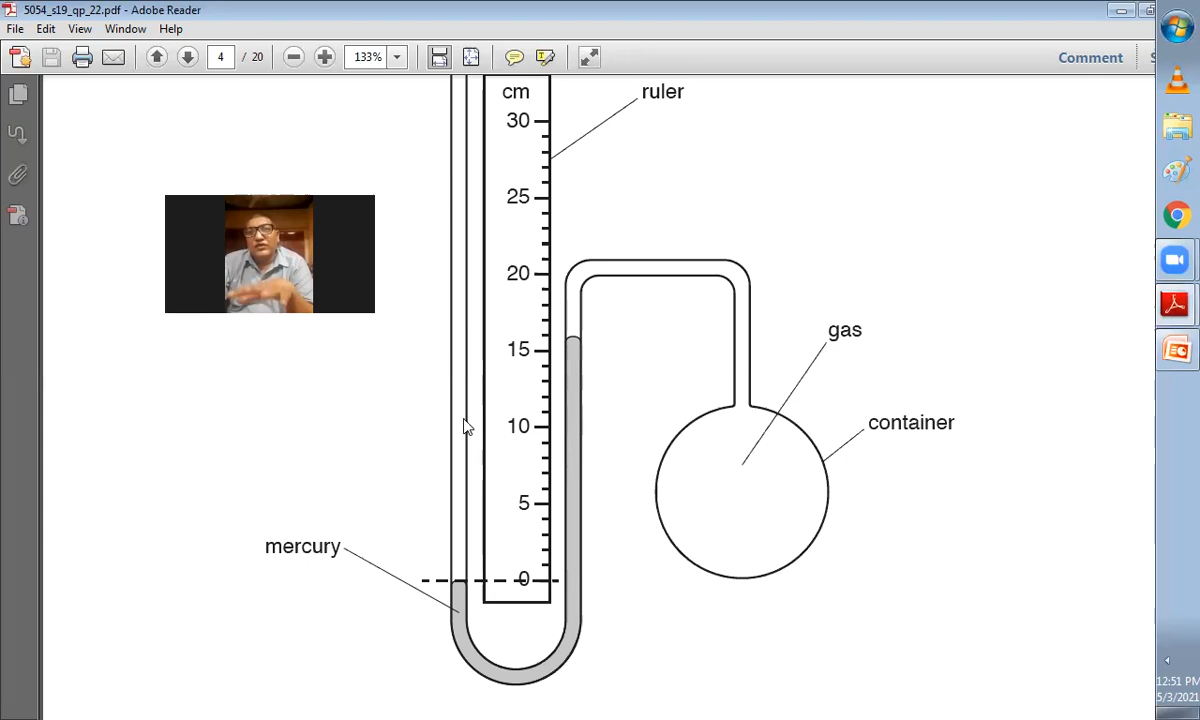 5054_s19_qp_22.pdf - Adobe Reader
File Edit View Window Help
4 / 20 133% Comment
cm
ruler
30
25
20
15
10
5
0
gas
container
mercury
12:51 PM
5/3/2021